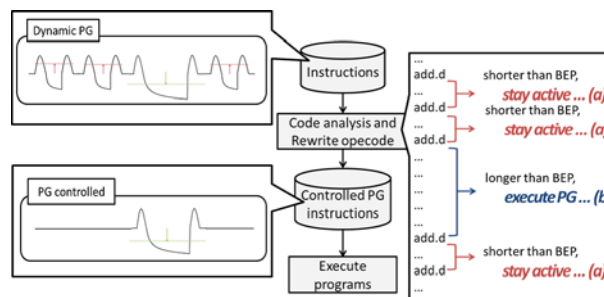 Dynamic PG
Instructions
Code analysis and
Rewrite opecode
PG controlled
Controlled PG
instructions
Execute
programs
...
add.d
...
add.d
...
add.d
...
...
...
...
add.d
...
add.d
...
shorter than BEP,
stay active ... (a)
shorter than BEP,
stay active ... (a)
longer than BEP,
execute PG ... (b
shorter than BEP,
stay active ... (a)